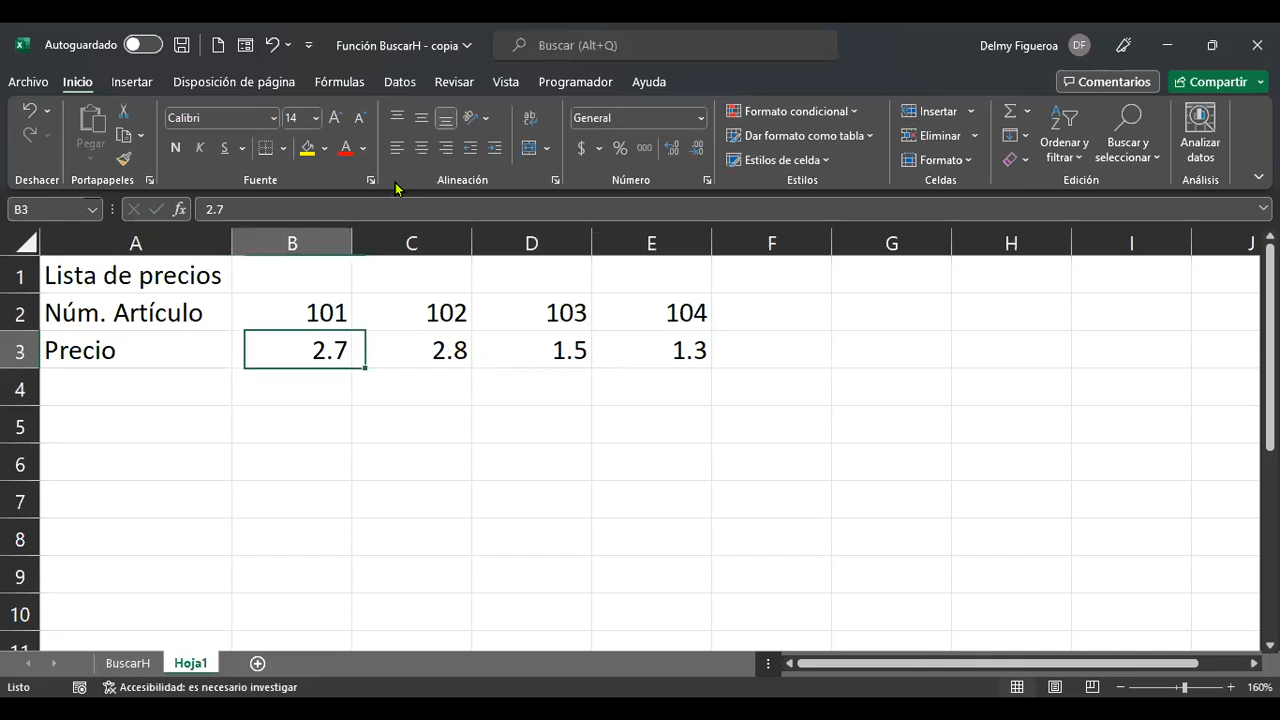 Autoguardado Función BuscarH - copia Buscar (Alt+Q) Delmy Figueroa DF
Archivo Inicio Insertar Disposición de página Fórmulas Datos Revisar Vista Programador Ayuda Comentarios Compartir
Pegar Calibri 14 General Formato condicional Insertar
N K S A $ % 000 Dar formato como tabla Eliminar Ordenar y filtrar Buscar y seleccionar Analizar datos
Estilos de celda Formato
Deshacer Portapapeles Fuente Alineación Número Estilos Celdas Edición Análisis
B3 fx 2.7
A B C D E F G H I J
1 Lista de precios
2 Núm. Artículo 101 102 103 104
3 Precio 2.7 2.8 1.5 1.3
4
5
6
7
8
9
10
11
BuscarH Hoja1
Listo Accesibilidad: es necesario investigar 160%